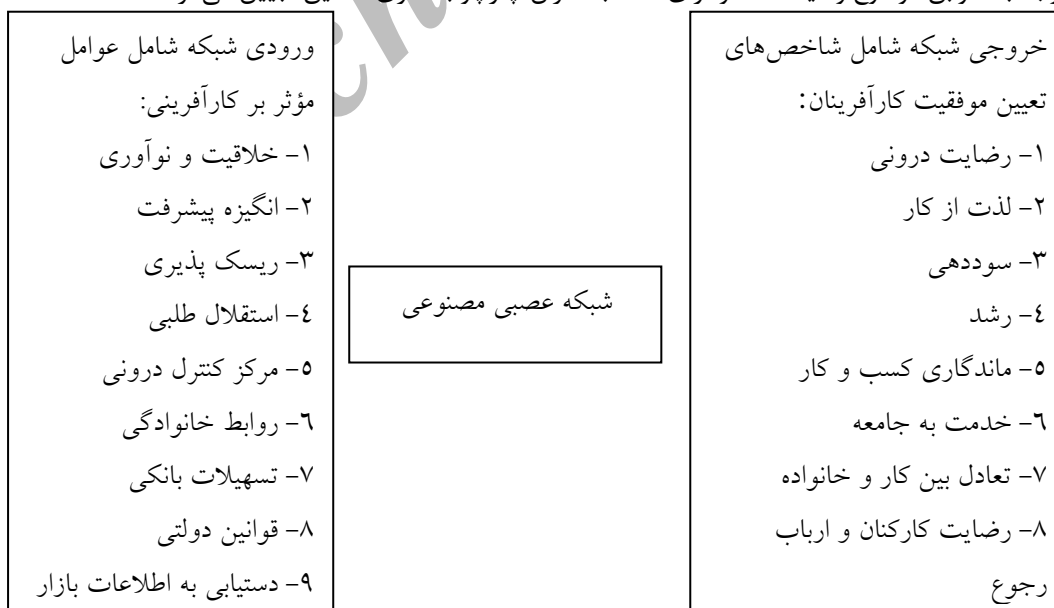 خروجی شبکه شامل شاخص‌های
تعیین موفقیت کارآفرینان:
۱- رضایت درونی
۲- لذت از کار
۳- سوددهی
٤- رشد
٥- ماندگاری کسب و کار
٦- خدمت به جامعه
۷- تعادل بین کار و خانواده
۸- رضایت کارکنان و ارباب
رجوع
شبکه عصبی مصنوعی
ورودی شبکه شامل عوامل
مؤثر بر کارآفرینی:
۱- خلاقیت و نوآوری
۲- انگیزه پیشرفت
۳- ریسک پذیری
٤- استقلال طلبی
٥- مرکز کنترل درونی
٦- روابط خانوادگی
۷- تسهیلات بانکی
۸- قوانین دولتی
۹- دستیابی به اطلاعات بازار